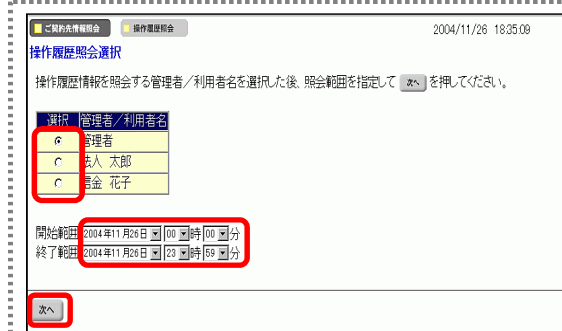 ご契約先情報照会 操作履歴照会 2004/11/26 18:35:09
操作履歴照会選択
操作履歴情報を照会する管理者／利用者名を選択した後、照会範囲を指定して 次へ を押してください。
選択 管理者／利用者名
管理者
法人 太郎
信金 花子
開始範囲 2004年11月26日 00 時 00 分
終了範囲 2004年11月26日 23 時 59 分
次へ